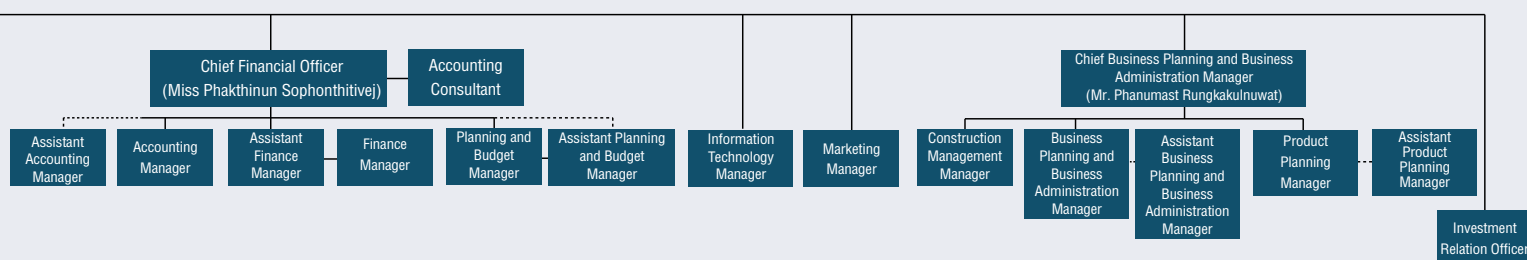 Chief Financial Officer
(Miss Phakthinun Sophonthitivej)
Accounting
Consultant
Chief Business Planning and Business
Administration Manager
(Mr. Phanumast Rungkakulnuwat)
Assistant
Accounting
Manager
Accounting
Manager
Assistant
Finance
Manager
Finance
Manager
Planning and
Budget
Manager
Assistant Planning
and Budget
Manager
Information
Technology
Manager
Marketing
Manager
Construction
Management
Manager
Business
Planning and
Business
Administration
Manager
Assistant
Business
Planning and
Business
Administration
Manager
Product
Planning
Manager
Assistant
Product
Planning
Manager
Investment
Relation Officer